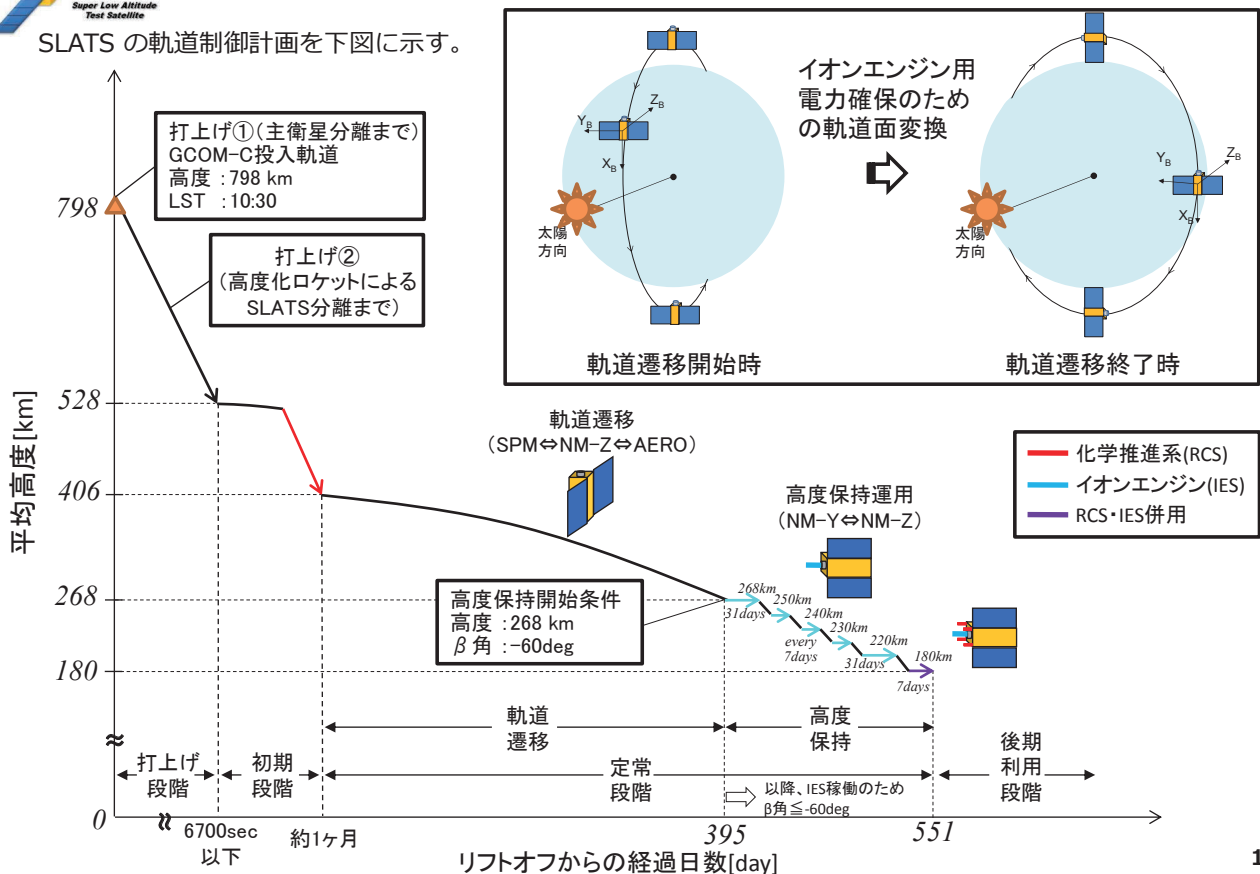 Super Low Altitude
Test Satellite
SLATS の軌道制御計画を下図に示す。
打上げ①(主衛星分離まで)
GCOM-C投入軌道
高度 :798 km
LST :10:30
打上げ②
(高度化ロケットによる
SLATS分離まで)
イオンエンジン用
電力確保のため
の軌道面変換
Z_B
Y_B
X_B
太陽
方向
軌道遷移開始時
Z_B
Y_B
X_B
太陽
方向
軌道遷移終了時
平均高度[km]
798
528
406
268
180
0
軌道遷移
(SPM⇔NM-Z⇔AERO)
高度保持運用
(NM-Y⇔NM-Z)
化学推進系(RCS)
イオンエンジン(IES)
RCS・IES併用
高度保持開始条件
高度 :268 km
β角 :-60deg
268km
31days
250km
240km
every
7days
230km
31days
220km
180km
7days
軌道
遷移
高度
保持
打上げ
段階
初期
段階
定常
段階
後期
利用
段階
以降、IES稼働のため
β角≦-60deg
6700sec
以下
約1ヶ月
395
551
リフトオフからの経過日数[day]
1